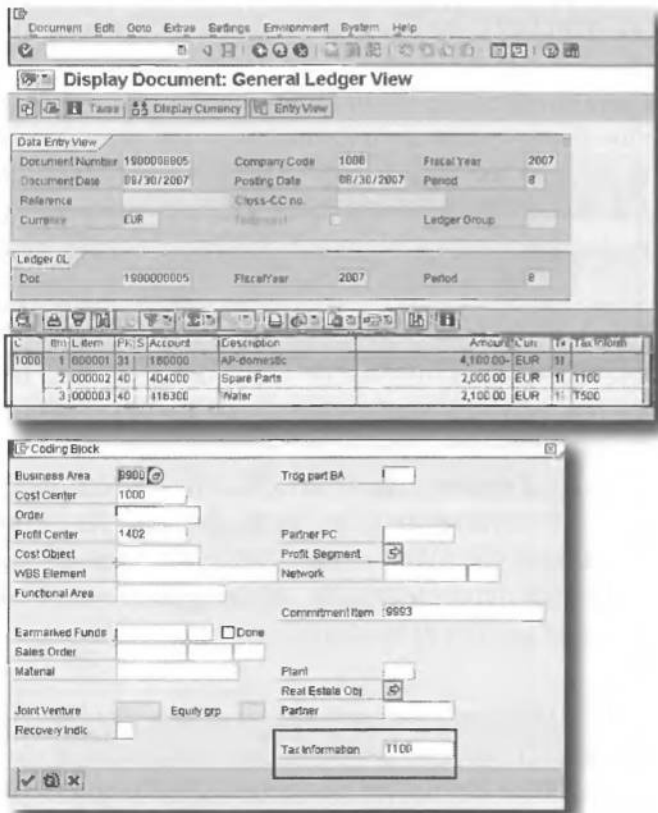 Document Edit Goto Extras Settings Environment System Help
Display Document: General Ledger View
Taxes Display Currency Entry View
Data Entry View
Document Number 1900006805 Company Code 1000 Fiscal Year 2007
Document Date 08/30/2007 Posting Date 08/30/2007 Period 8
Reference Cross-CC no.
Currency EUR Ledger Group
Ledger 0L
Doc. 1900000005 FiscalYear 2007 Period 8
C Itm L.item PK S Account Description Amount Curr. Tx Tax Inform
1000 1 000001 31 160000 AP-domestic 4,100.00- EUR 1I
2 000002 40 404000 Spare Parts 2,000.00 EUR 1I T100
3 000003 40 416300 Water 2,100.00 EUR T500
Coding Block
Business Area 9900 Trdg part BA
Cost Center 1000
Order
Profit Center 1402 Partner PC
Cost Object Profit Segment
WBS Element Network
Functional Area
Commitment Item 9993
Earmarked Funds Done
Sales Order
Material Plant
Real Estate Obj
Joint Venture Equity grp Partner
Recovery Indic
Tax Information T100